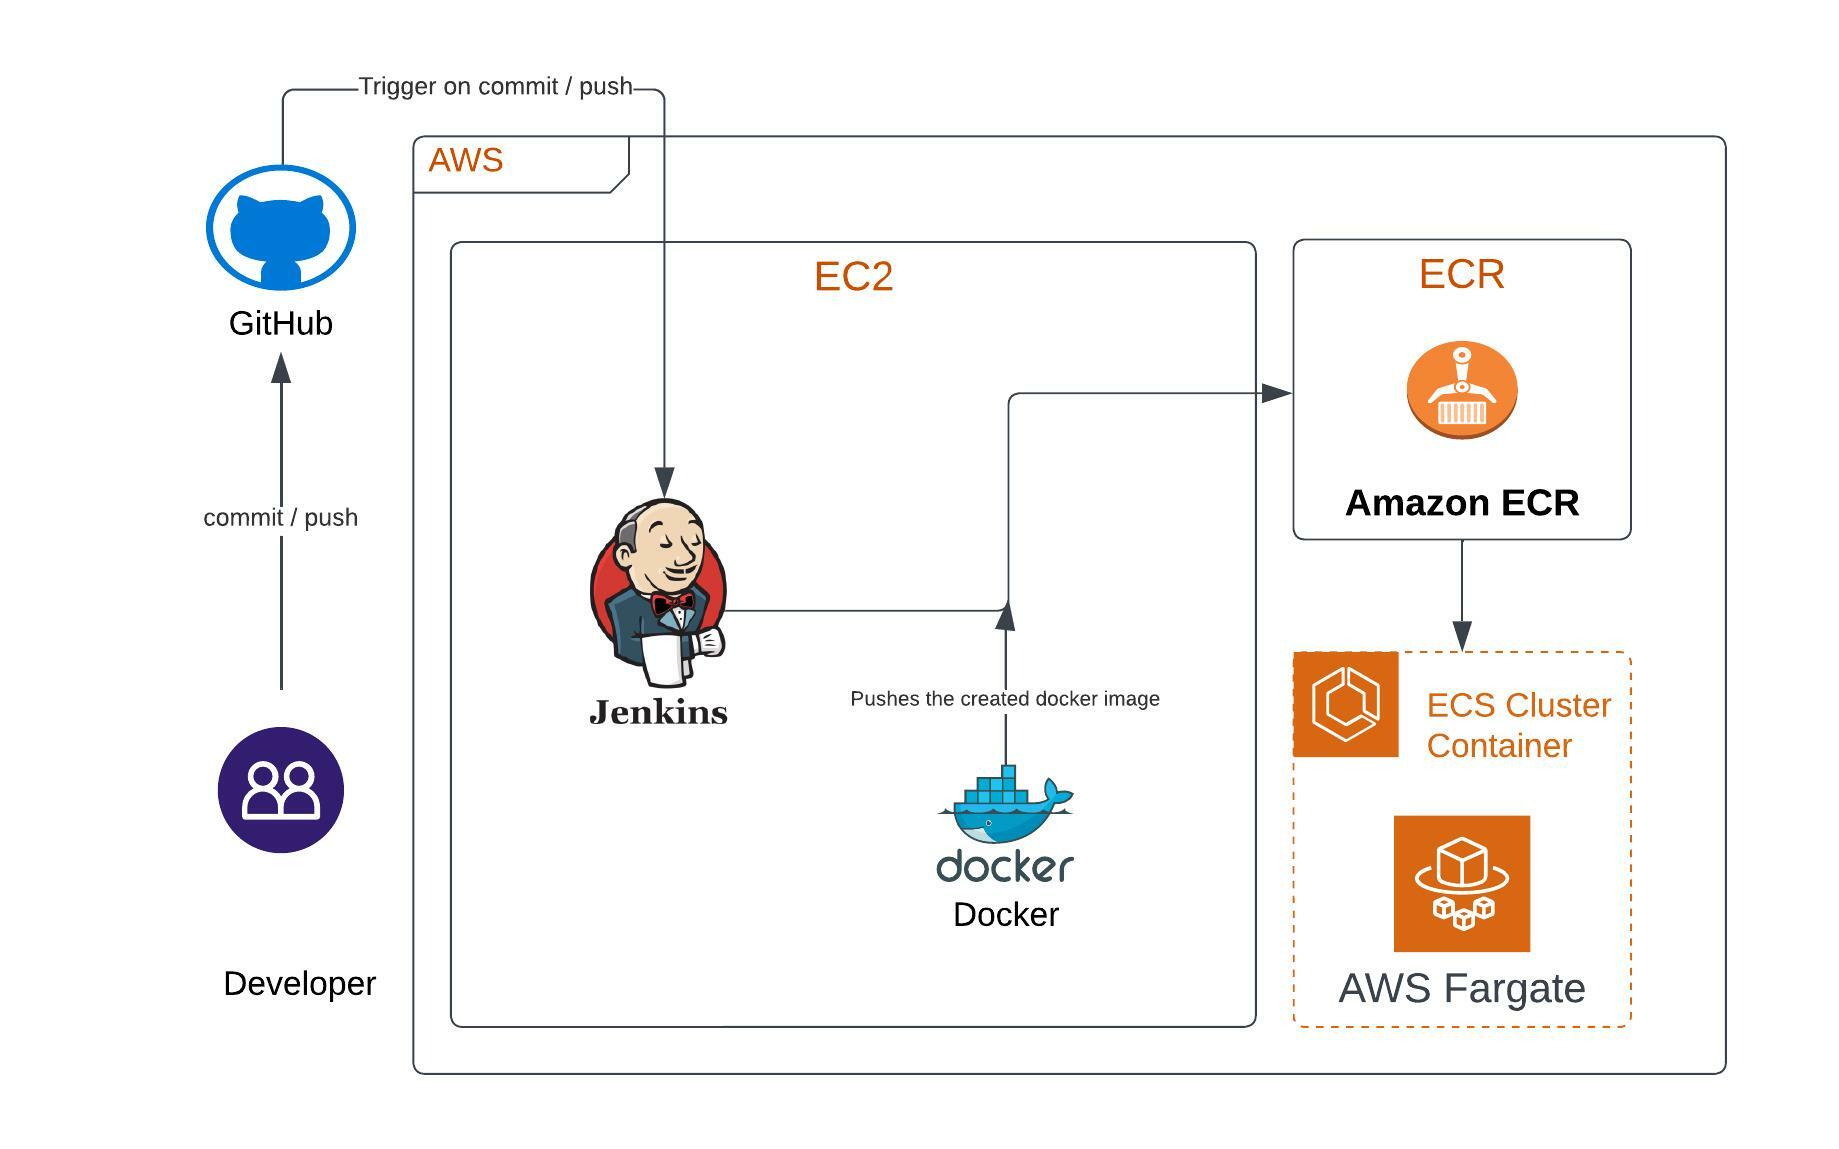 Trigger on commit / push
AWS
EC2
ECR
GitHub
Amazon ECR
commit / push
Jenkins
Pushes the created docker image
ECS Cluster
Container
docker
Docker
Developer
AWS Fargate